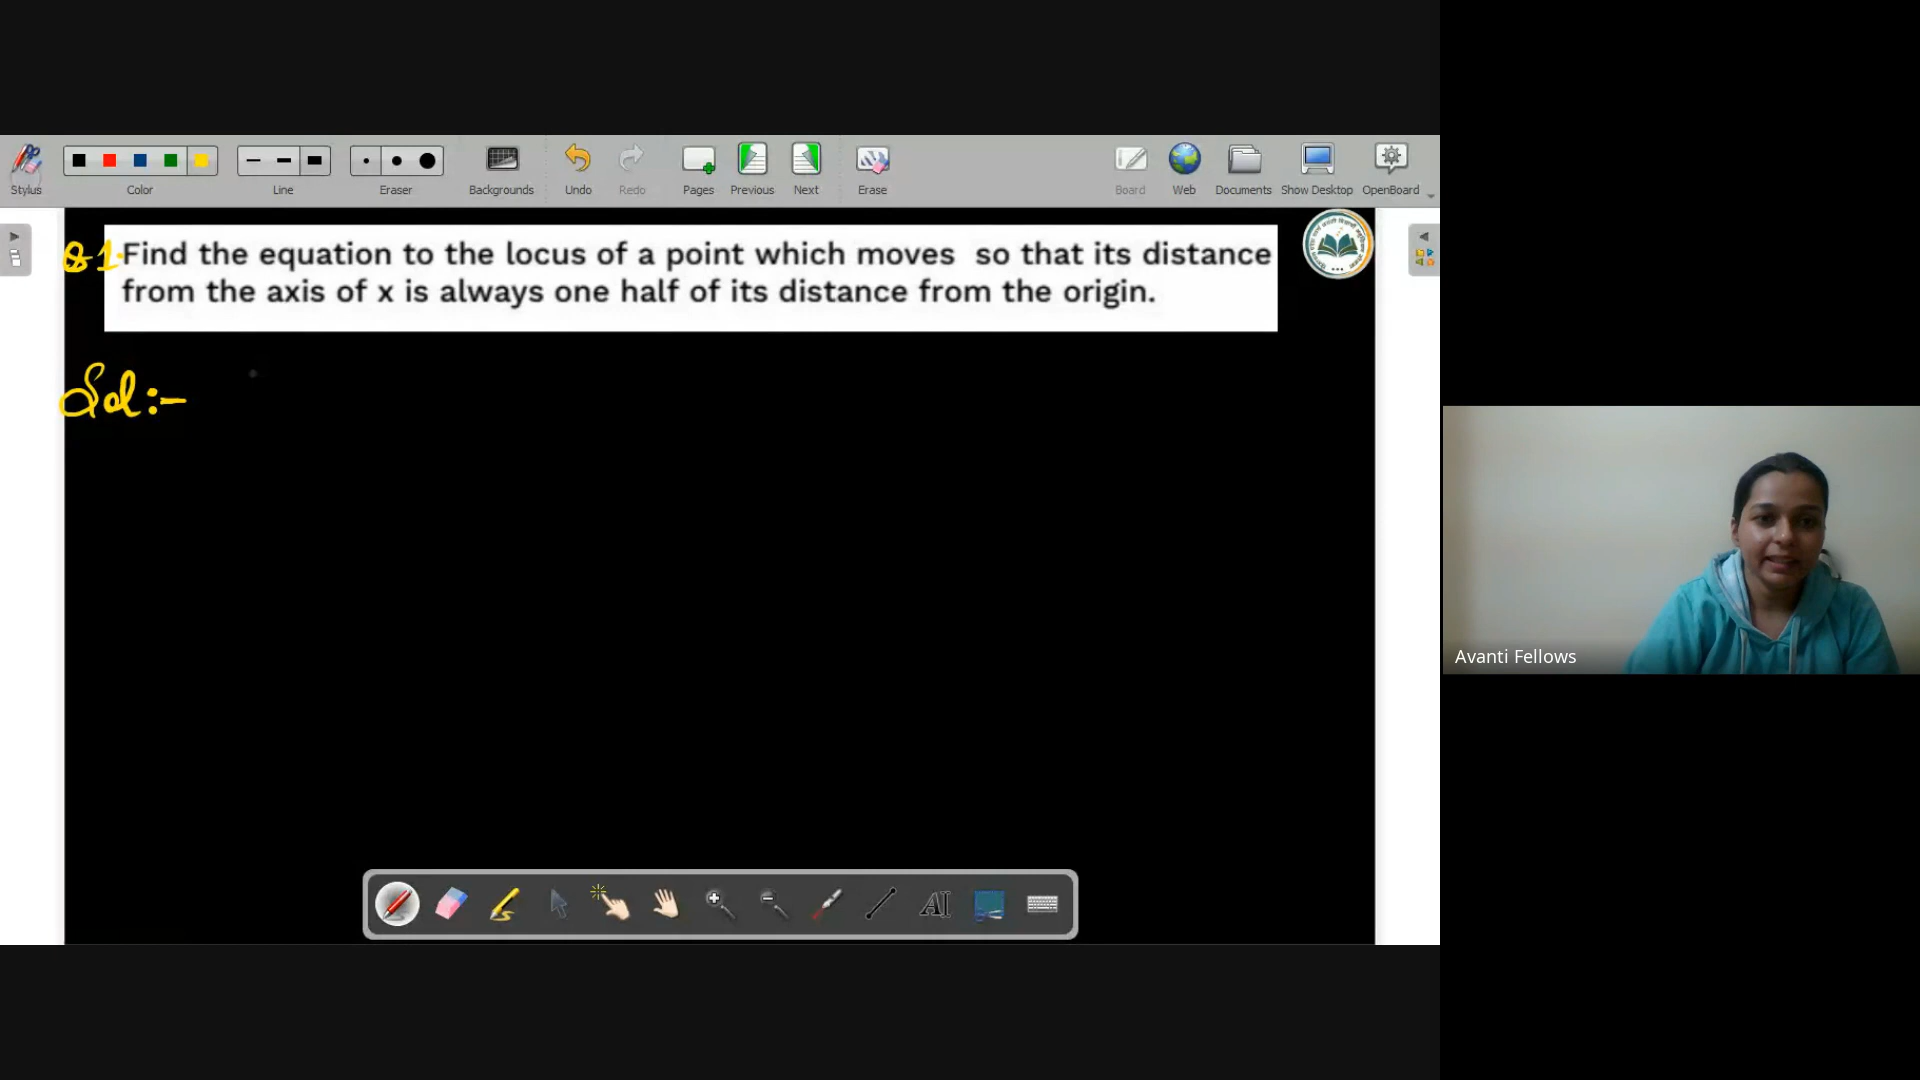 Stylus
Color
Line
Eraser
Backgrounds
Undo
Redo
Pages
Previous
Next
Erase
Board
Web
Documents
Show Desktop
OpenBoard
Q1. Find the equation to the locus of a point which moves so that its distance
from the axis of x is always one half of its distance from the origin.
Sol:-
AI
Avanti Fellows